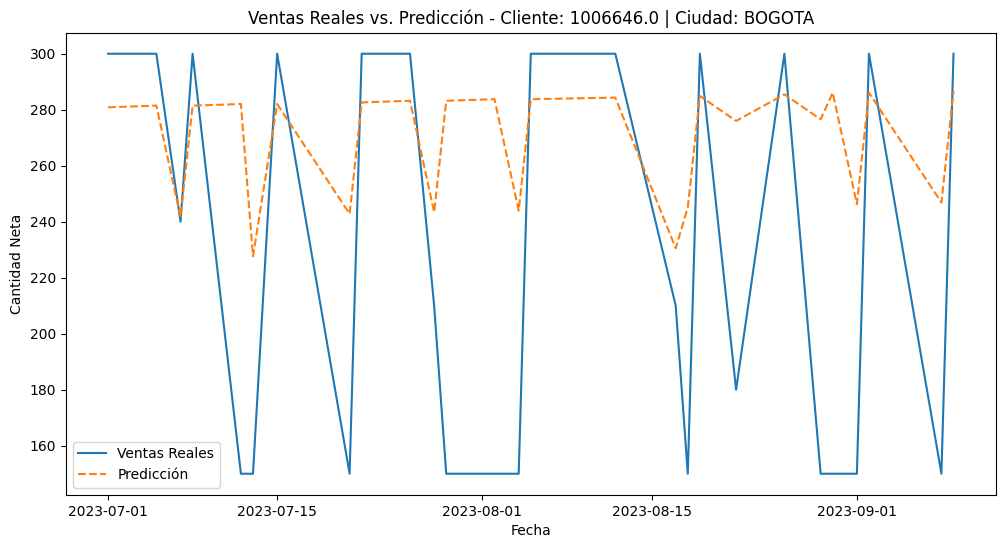 Ventas Reales vs. Predicción - Cliente: 1006646.0 | Ciudad: BOGOTA
Cantidad Neta
300
280
260
240
220
200
180
160
Ventas Reales
Predicción
2023-07-01
2023-07-15
2023-08-01
2023-08-15
2023-09-01
Fecha